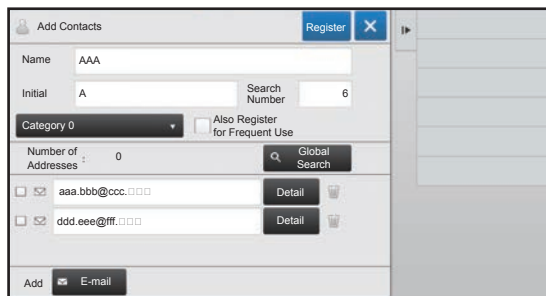 Add Contacts Register
Name AAA
Initial A Search Number 6
Category 0 Also Register for Frequent Use
Number of Addresses : 0 Global Search
aaa.bbb@ccc.□□□ Detail
ddd.eee@fff.□□□ Detail
Add E-mail